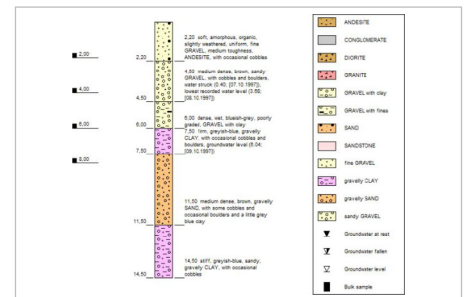 2,00
4,00
6,00
8,00
2,20
4,50
6,00
7,50
11,50
14,50
2,20 soft, amorphous, organic,
slightly weathered, uniform, fine
GRAVEL, medium toughness,
ANDESITE, with occasional cobbles
4,50 medium dense, brown, sandy
GRAVEL, with cobbles and boulders,
water struck (0.40; [07.10.1997]),
lowest recorded water level (3.50;
[08.10.1997])
6,00 dense, wet, blueish-grey, poorly
graded, GRAVEL with clay
7,50 firm, greyish-blue, gravelly
CLAY, with occasional cobbles and
boulders, groundwater level (5.04;
[09.10.1997])
11,50 medium dense, brown, gravelly
SAND, with some cobbles and
occasional boulders and a little grey
blue clay
14,50 stiff, greyish-blue, sandy,
gravelly CLAY, with occasional
cobbles
ANDESITE
CONGLOMERATE
DIORITE
GRANITE
GRAVEL with clay
GRAVEL with fines
SAND
SANDSTONE
fine GRAVEL
gravelly CLAY
gravelly SAND
sandy GRAVEL
Groundwater at rest
Groundwater fallen
Groundwater level
Bulk sample